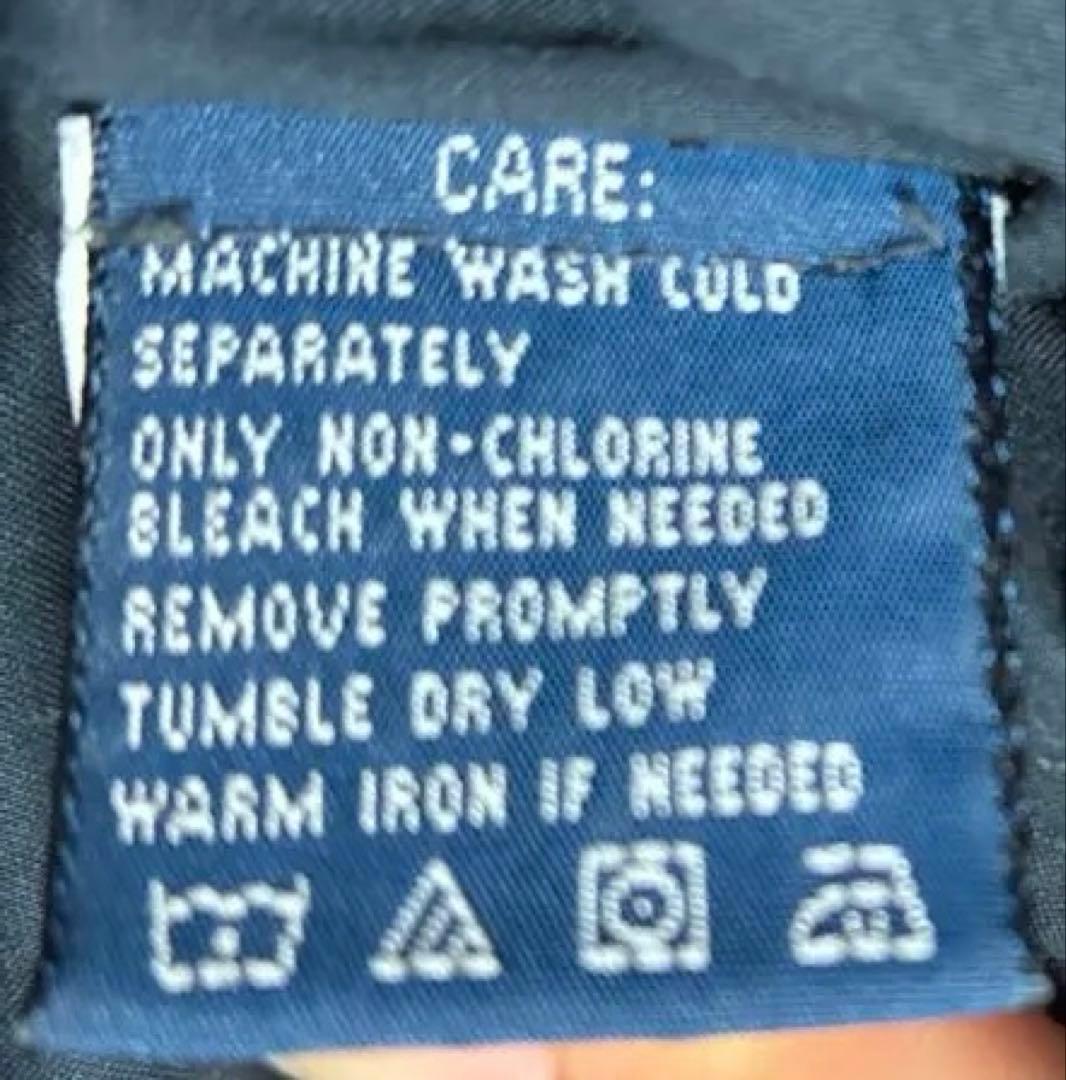 CARE:
MACHINE WASH COLD
SEPARATELY
ONLY NON-CHLORINE
BLEACH WHEN NEEDED
REMOVE PROMPTLY
TUMBLE DRY LOW
WARM IRON IF NEEDED